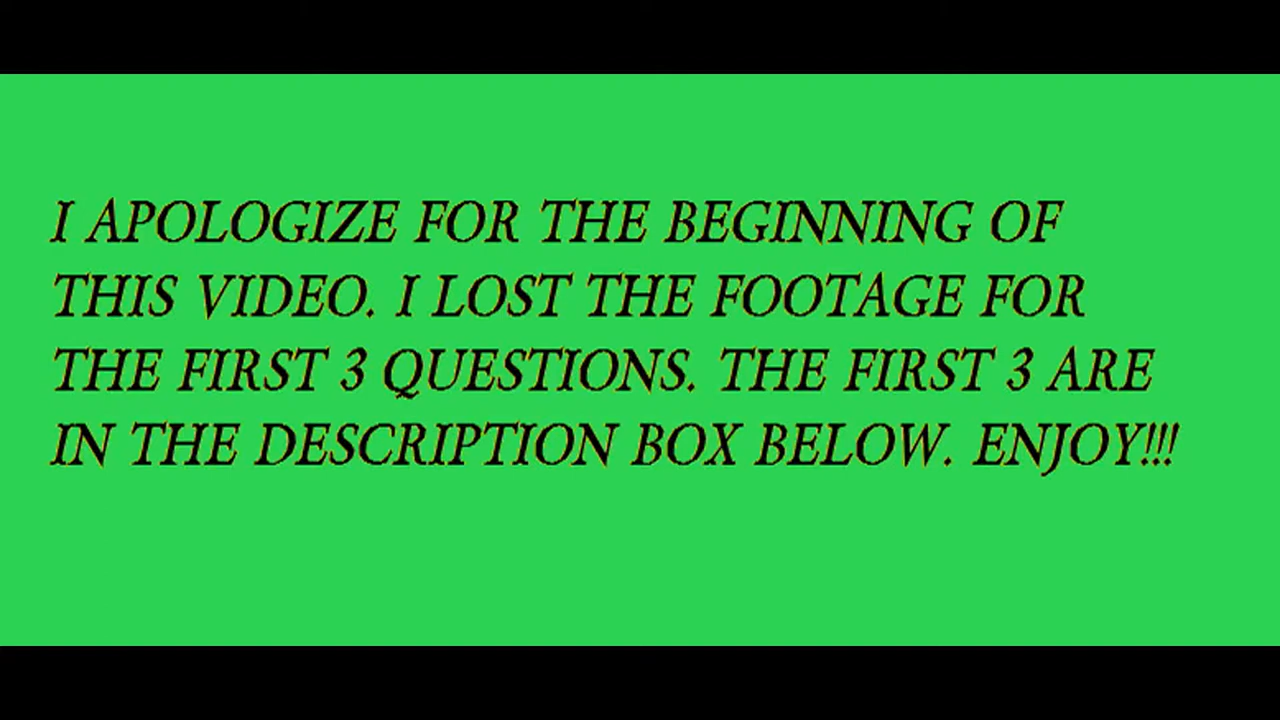 I APOLOGIZE FOR THE BEGINNING OF
THIS VIDEO. I LOST THE FOOTAGE FOR
THE FIRST 3 QUESTIONS. THE FIRST 3 ARE
IN THE DESCRIPTION BOX BELOW. ENJOY!!!